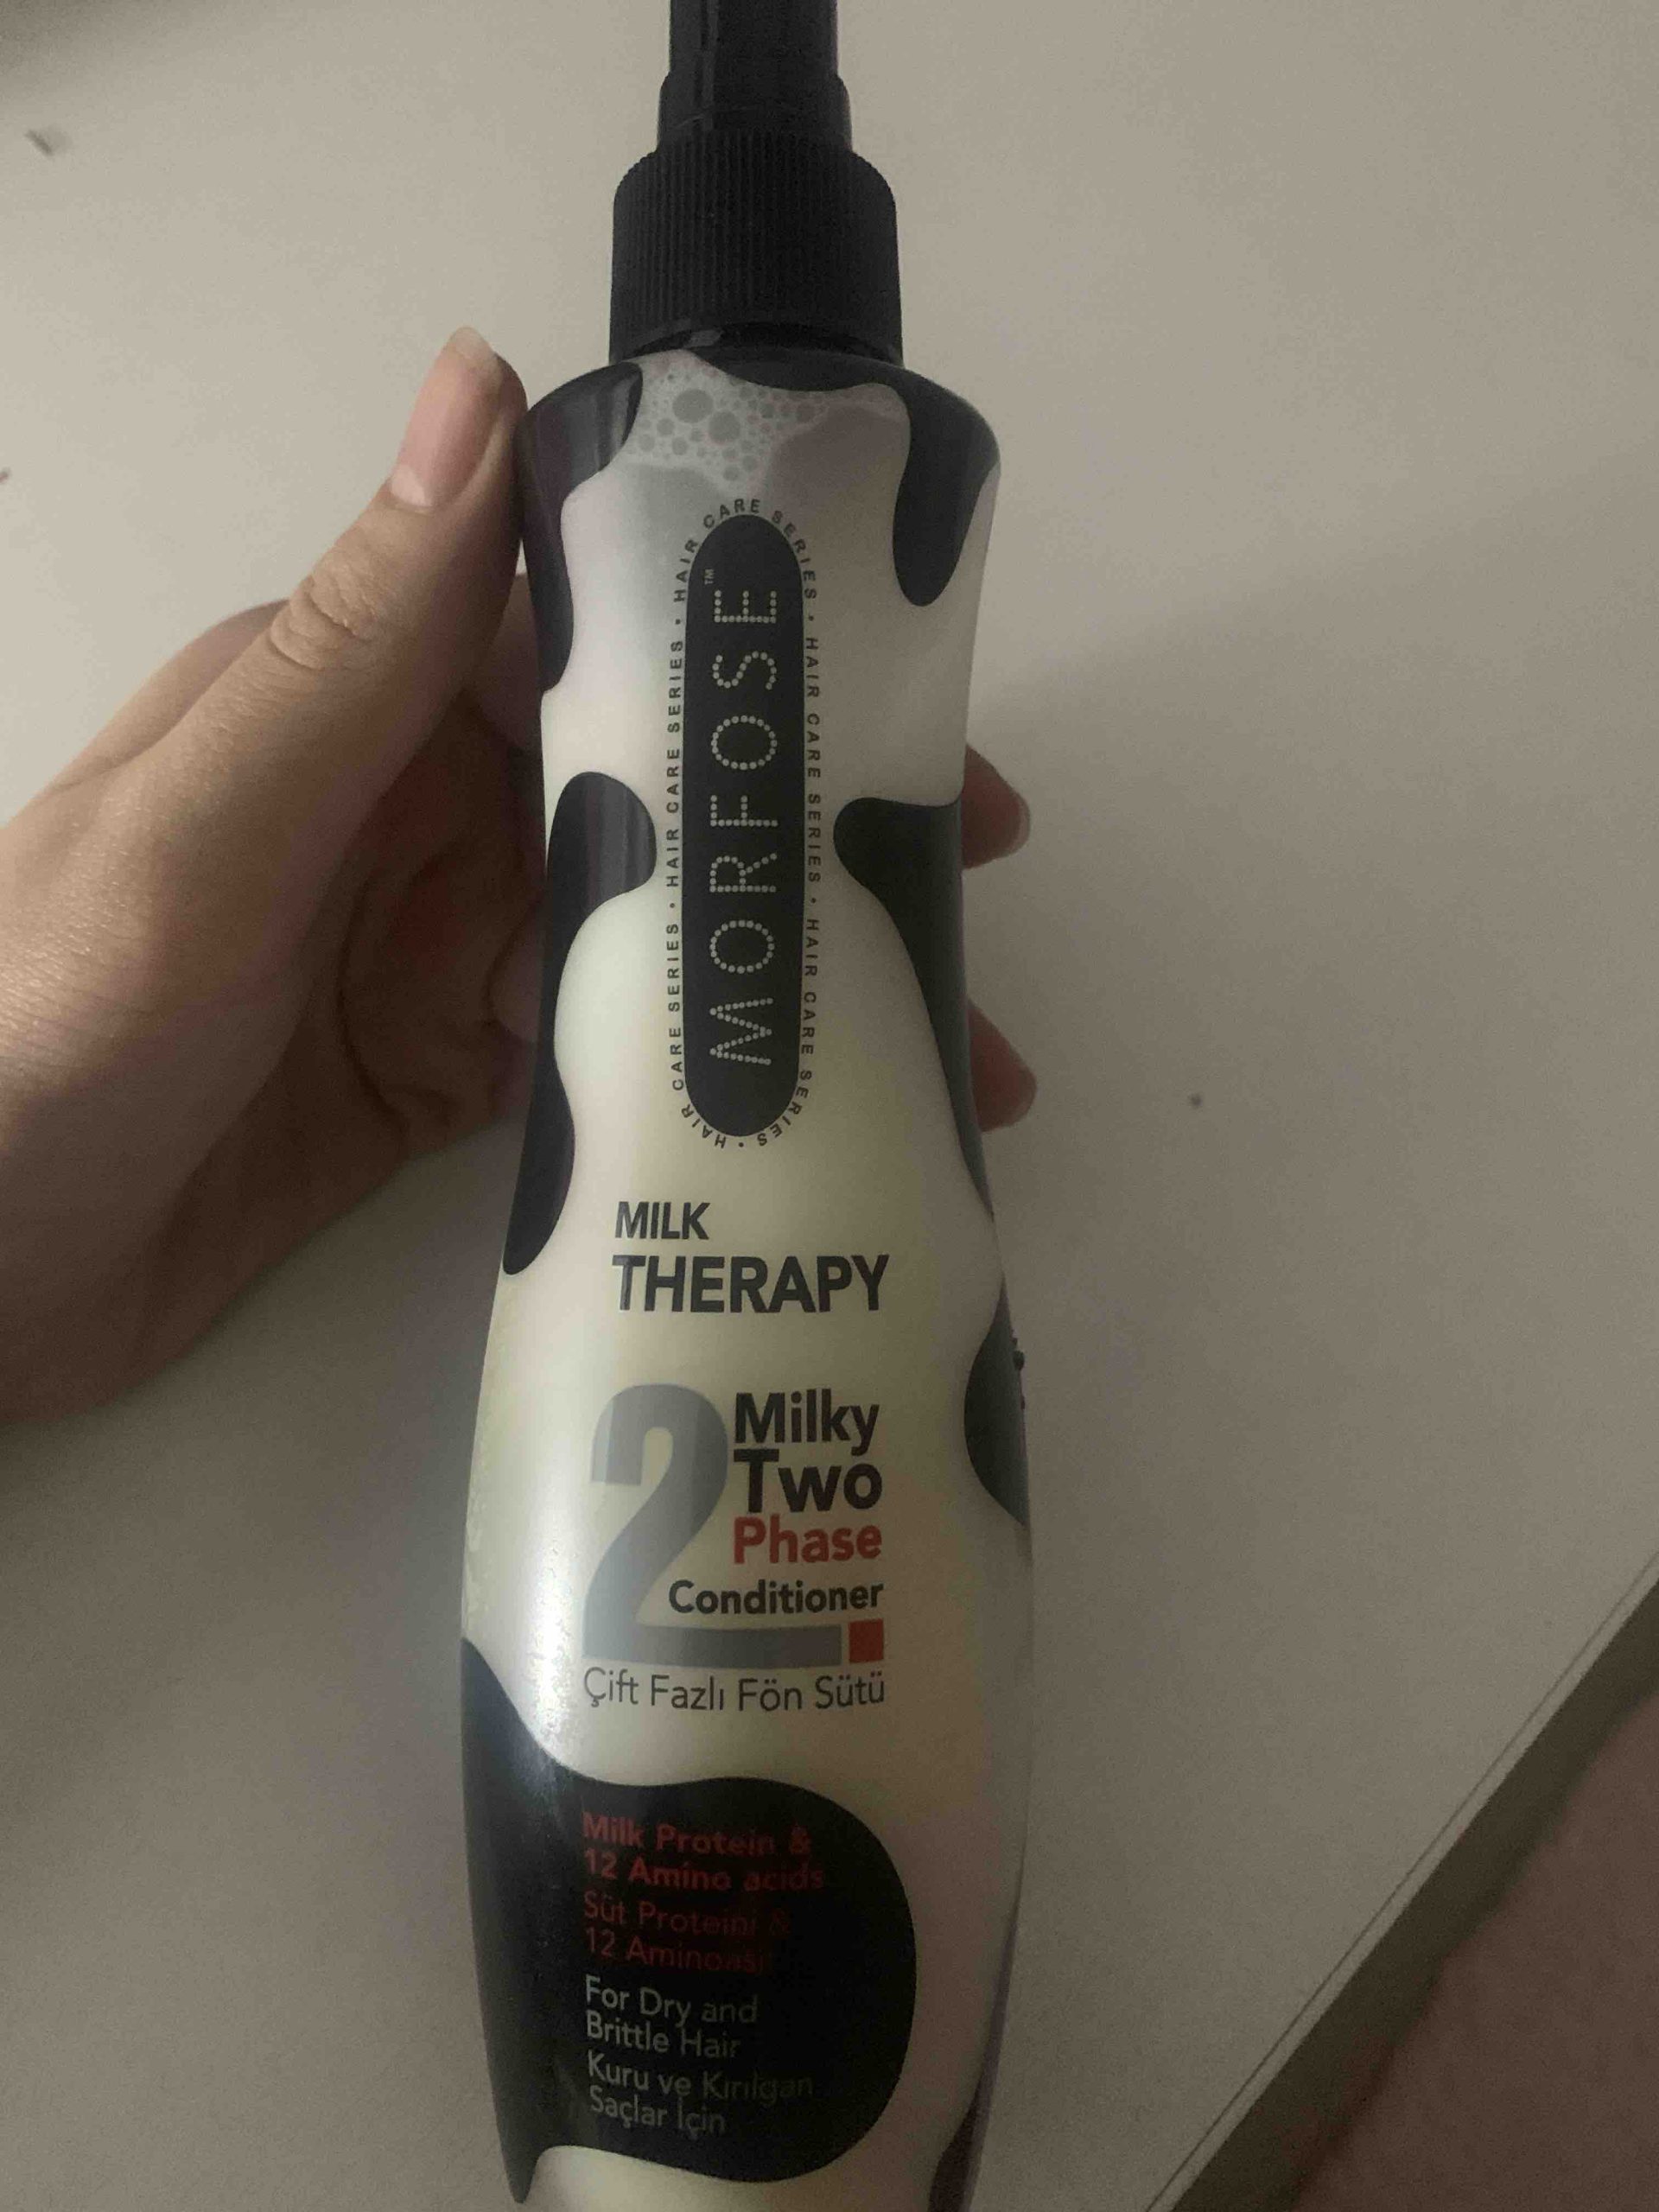 MORFOSE™
HAIR CARE SERIES • HAIR CARE SERIES • HAIR CARE SERIES • HAIR CARE SERIES • HAIR CARE SERIES •
MILK
THERAPY
2
Milky
Two
Phase
Conditioner
Çift Fazlı Fön Sütü
Milk Protein &
12 Amino acids
Süt Proteini &
12 Aminoasi
For Dry and
Brittle Hair
Kuru ve Kırılgan
Saçlar İçin